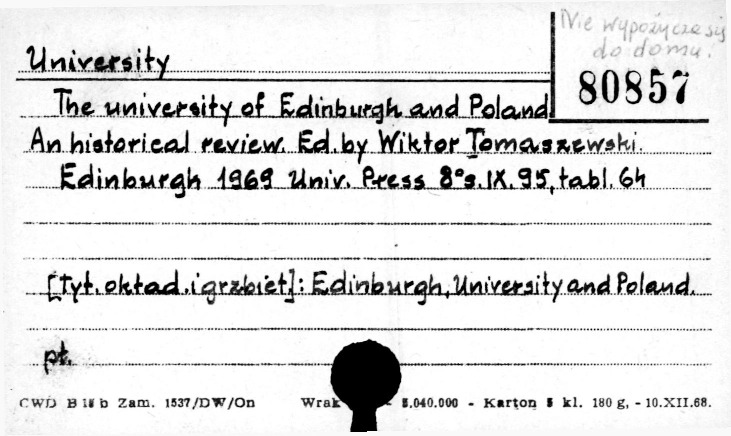 Nie wypożycza się
do domu.
University
80857
The university of Edinburgh and Poland
An historical review. Ed. by Wiktor Tomaszewski.
Edinburgh 1969 Univ. Press 8° s. IX. 95, tabl. 64
[Tyt. okład. i grzbiet]: Edinburgh, University and Poland.
pt.
CWD B 18 b Zam. 1537/DW/On Wrak 5.040.000 - Karton 5 kl. 180 g, - 10.XII.68.